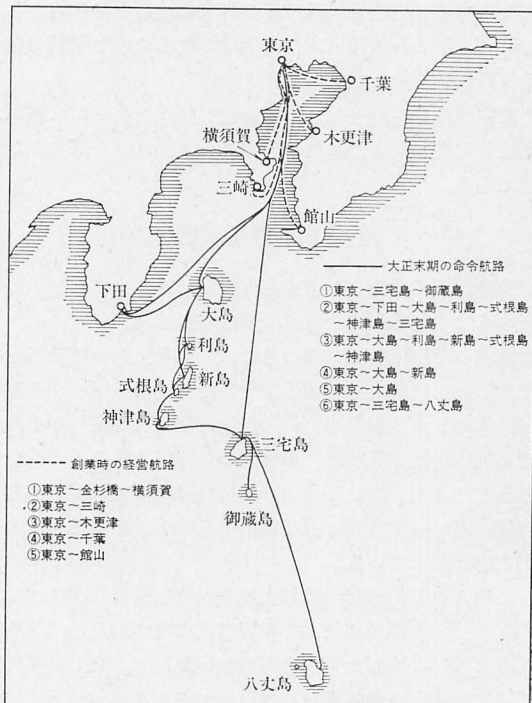 東京
千葉
木更津
横須賀
三崎
館山
下田
大島
利島
新島
式根島
神津島
三宅島
御蔵島
八丈島
大正末期の命令航路
①東京～三宅島～御蔵島
②東京～下田～大島～利島～式根島
～神津島～三宅島
③東京～大島～利島～新島～式根島
～神津島
④東京～大島～新島
⑤東京～大島
⑥東京～三宅島～八丈島
創業時の経営航路
①東京～金杉橋～横須賀
②東京～三崎
③東京～木更津
④東京～千葉
⑤東京～館山